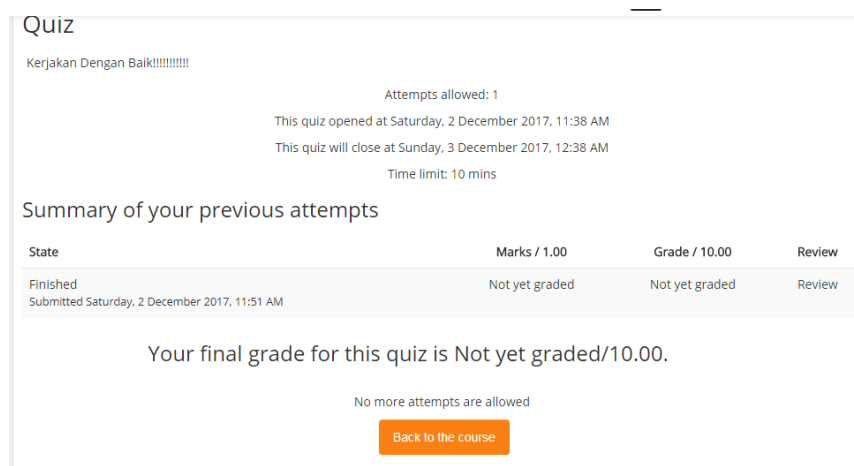 Quiz
Kerjakan Dengan Baik!!!!!!!!!!!
Attempts allowed: 1
This quiz opened at Saturday, 2 December 2017, 11:38 AM
This quiz will close at Sunday, 3 December 2017, 12:38 AM
Time limit: 10 mins
Summary of your previous attempts
State Marks / 1.00 Grade / 10.00 Review
Finished Not yet graded Not yet graded Review
Submitted Saturday, 2 December 2017, 11:51 AM
Your final grade for this quiz is Not yet graded/10.00.
No more attempts are allowed
Back to the course